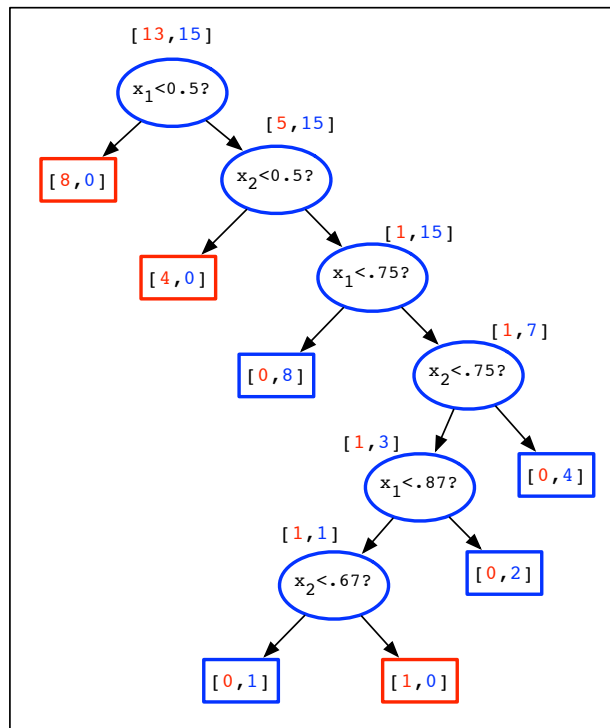 [13,15]
x1<0.5?
[5,15]
[8,0]
x2<0.5?
[1,15]
[4,0]
x1<.75?
[1,7]
[0,8]
x2<.75?
[1,3]
[0,4]
x1<.87?
[1,1]
[0,2]
x2<.67?
[0,1]
[1,0]